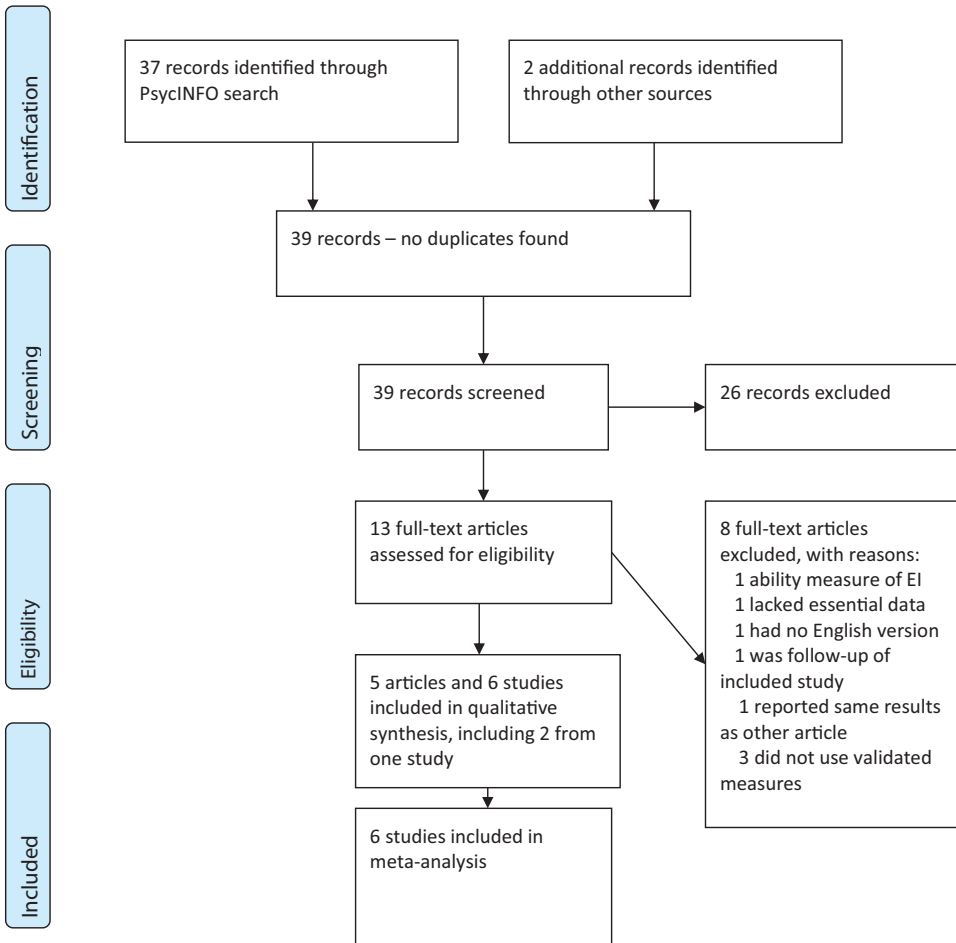 Identification
37 records identified through
PsycINFO search
2 additional records identified
through other sources
39 records – no duplicates found
Screening
39 records screened
26 records excluded
Eligibility
13 full-text articles
assessed for eligibility
8 full-text articles
excluded, with reasons:
1 ability measure of EI
1 lacked essential data
1 had no English version
1 was follow-up of
included study
1 reported same results
as other article
3 did not use validated
measures
5 articles and 6 studies
included in qualitative
synthesis, including 2 from
one study
Included
6 studies included in
meta-analysis